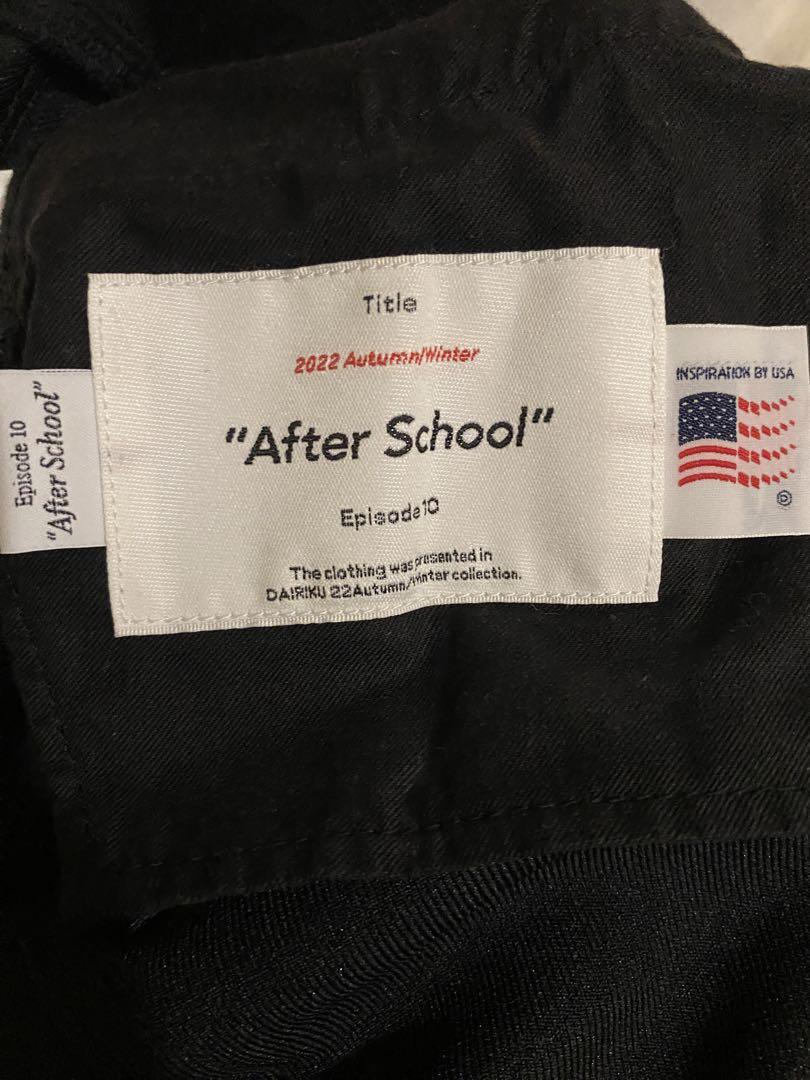 Title
2022 Autumn/Winter
"After School"
Episode10
The clothing was presented in
DAIRIKU 22Autumn/Winter collection.
Episode 10
"After School"
INSPIRATION BY USA
©